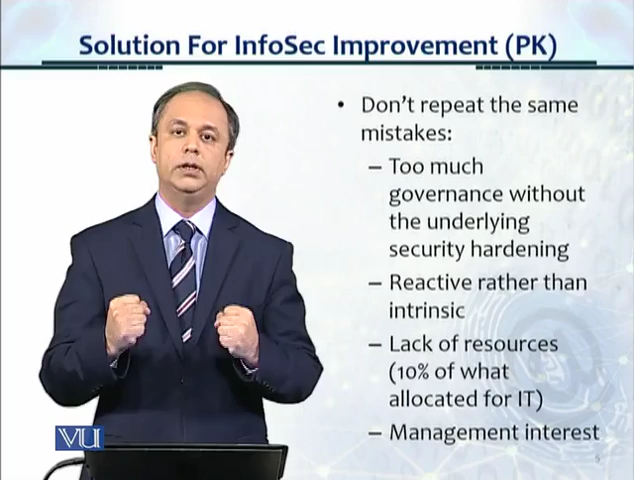 Solution For InfoSec Improvement (PK)
• Don't repeat the same
mistakes:
– Too much
governance without
the underlying
security hardening
– Reactive rather than
intrinsic
– Lack of resources
(10% of what
allocated for IT)
– Management interest
VU
5